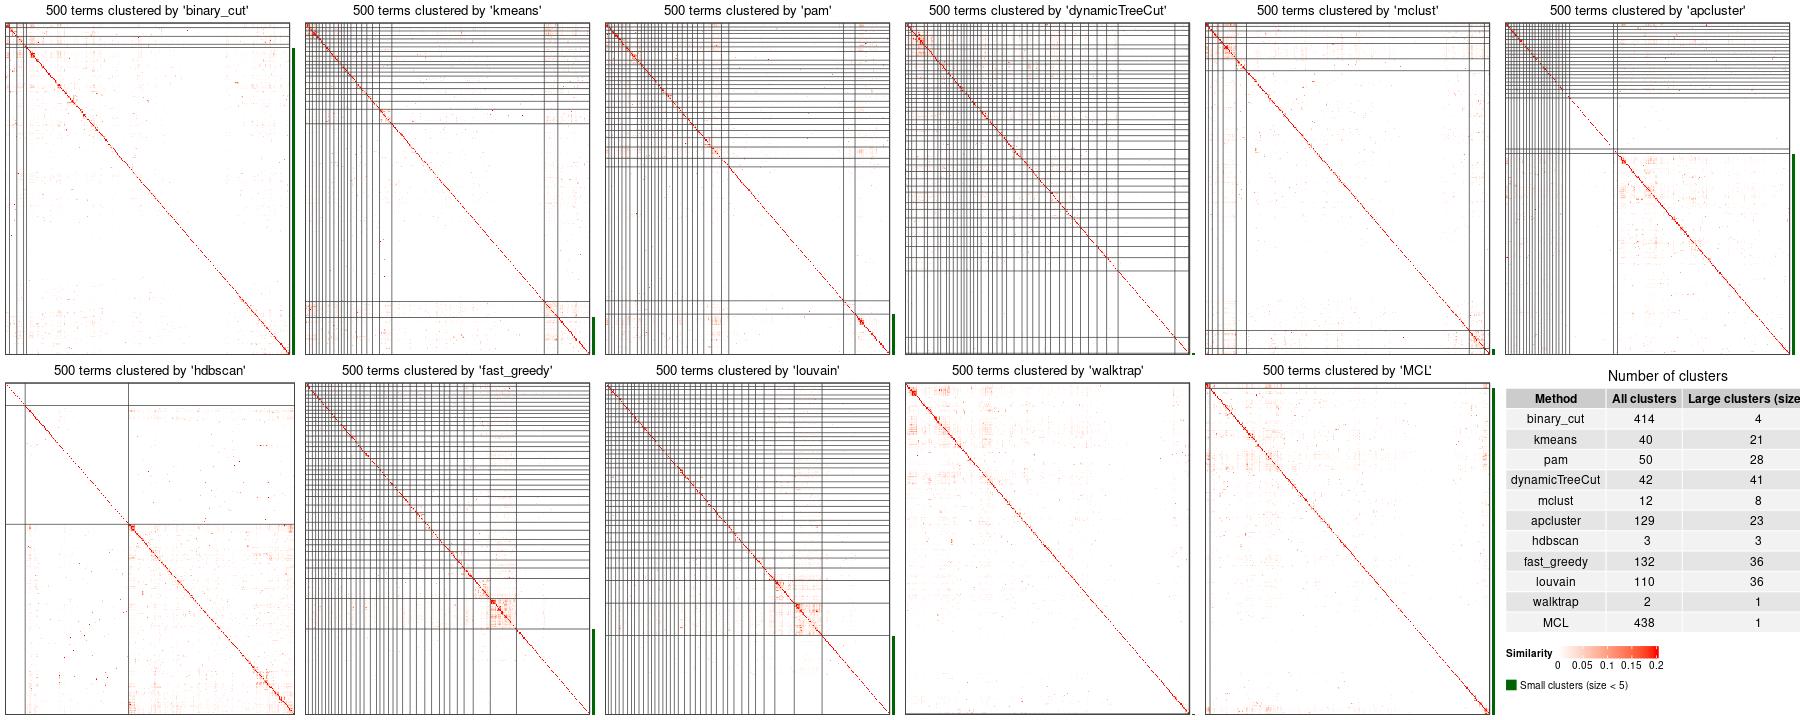 500 terms clustered by 'binary_cut'
500 terms clustered by 'kmeans'
500 terms clustered by 'pam'
500 terms clustered by 'dynamicTreeCut'
500 terms clustered by 'mclust'
500 terms clustered by 'apcluster'
500 terms clustered by 'hdbscan'
500 terms clustered by 'fast_greedy'
500 terms clustered by 'louvain'
500 terms clustered by 'walktrap'
500 terms clustered by 'MCL'
Number of clusters
Method All clusters Large clusters (size
binary_cut 414 4
kmeans 40 21
pam 50 28
dynamicTreeCut 42 41
mclust 12 8
apcluster 129 23
hdbscan 3 3
fast_greedy 132 36
louvain 110 36
walktrap 2 1
MCL 438 1
Similarity
0 0.05 0.1 0.15 0.2
Small clusters (size < 5)